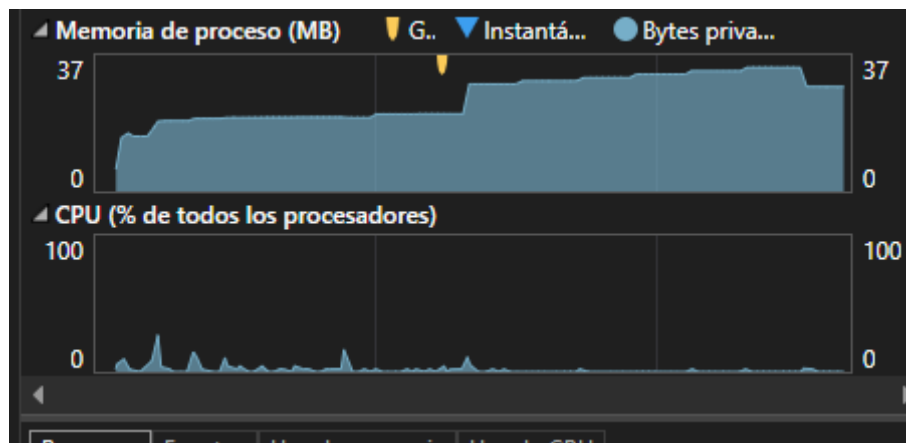 Memoria de proceso (MB) G.. Instantá... Bytes priva...
37 37
0 0
CPU (% de todos los procesadores)
100 100
0 0